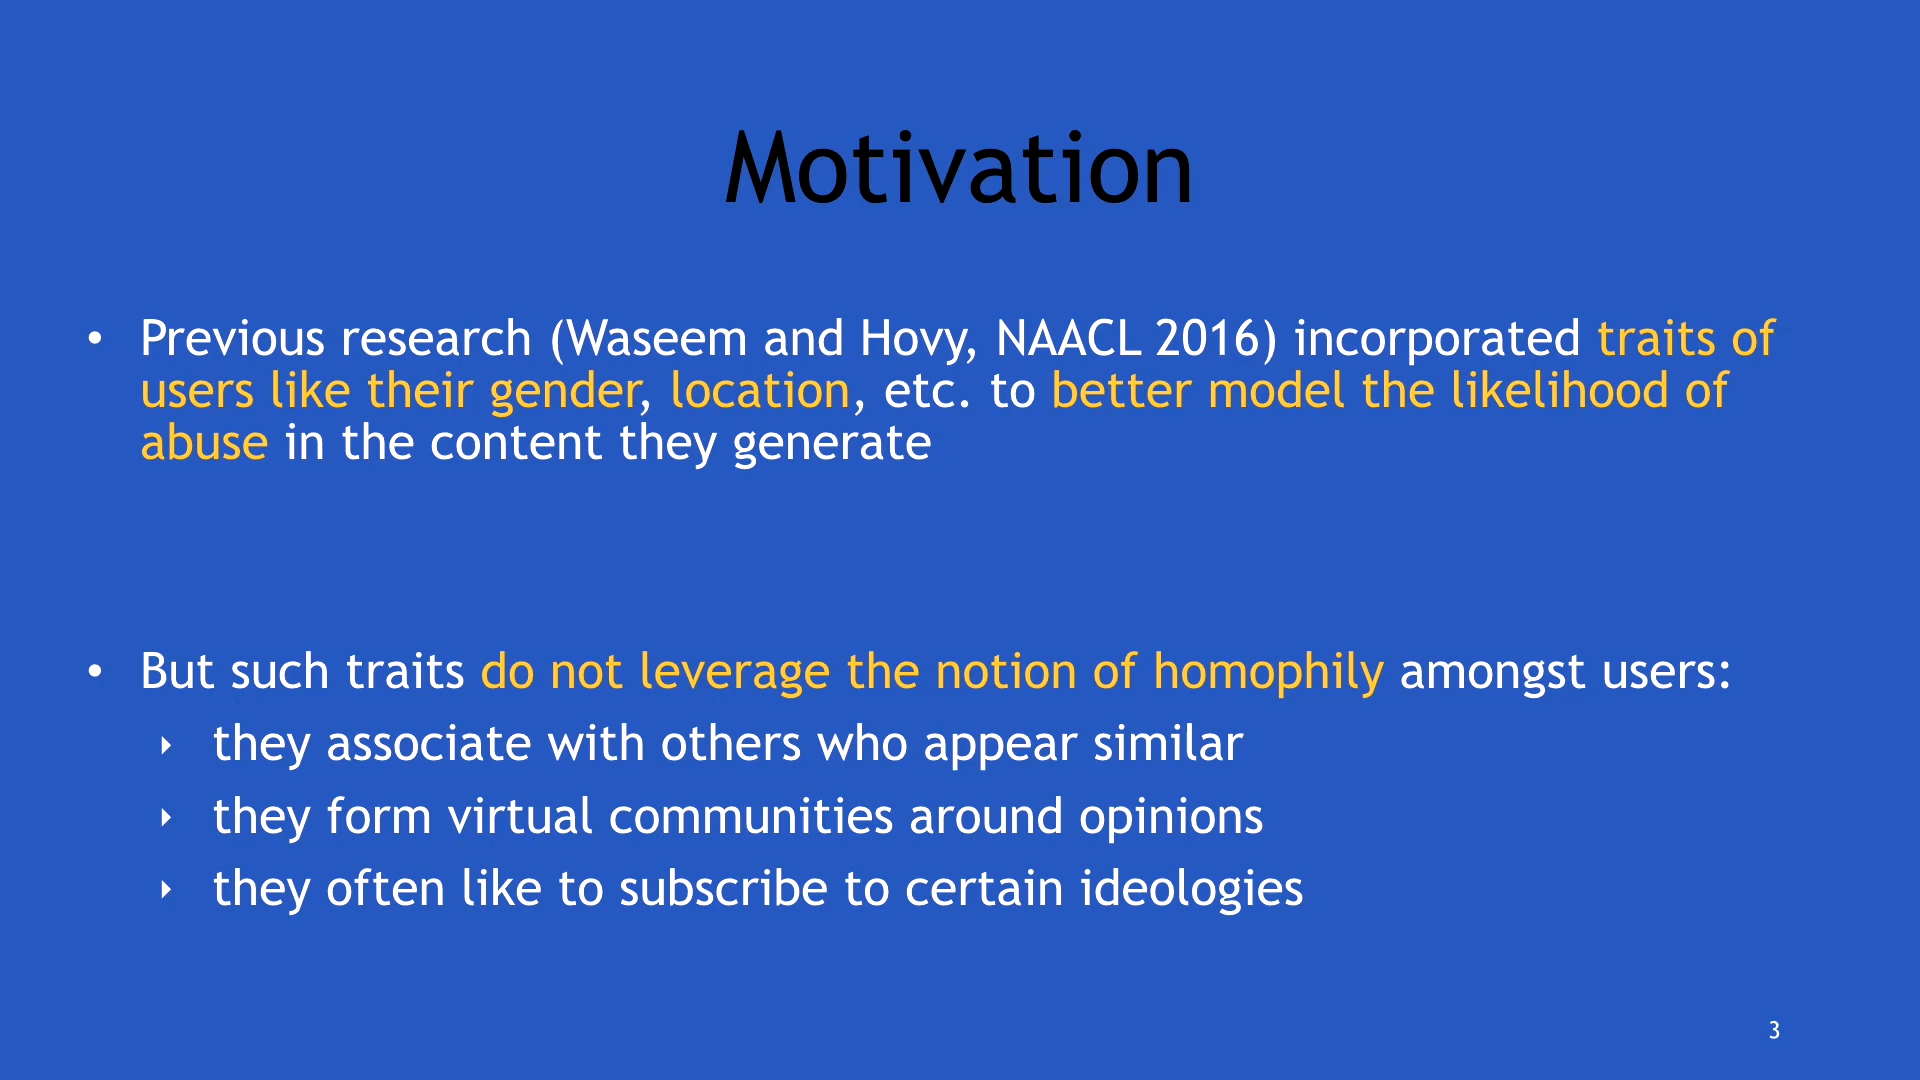 Motivation
• Previous research (Waseem and Hovy, NAACL 2016) incorporated traits of
users like their gender, location, etc. to better model the likelihood of
abuse in the content they generate
• But such traits do not leverage the notion of homophily amongst users:
‣ they associate with others who appear similar
‣ they form virtual communities around opinions
‣ they often like to subscribe to certain ideologies
3